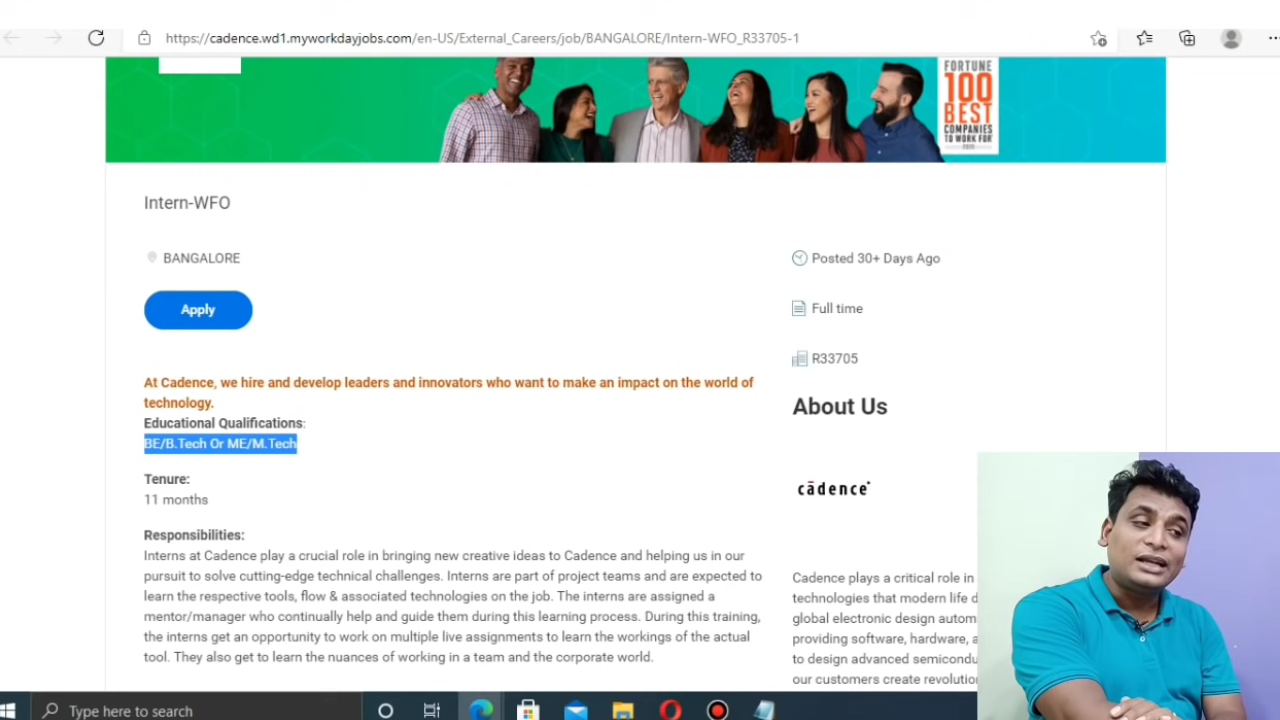 https://cadence.wd1.myworkdayjobs.com/en-US/External_Careers/job/BANGALORE/Intern-WFO_R33705-1
FORTUNE
100
BEST
COMPANIES
TO WORK FOR
Intern-WFO
BANGALORE
Posted 30+ Days Ago
Apply
Full time
R33705
At Cadence, we hire and develop leaders and innovators who want to make an impact on the world of
technology.
Educational Qualifications:
BE/B.Tech Or ME/M.Tech
Tenure:
11 months
Responsibilities:
Interns at Cadence play a crucial role in bringing new creative ideas to Cadence and helping us in our
pursuit to solve cutting-edge technical challenges. Interns are part of project teams and are expected to
learn the respective tools, flow & associated technologies on the job. The interns are assigned a
mentor/manager who continually help and guide them during this learning process. During this training,
the interns get an opportunity to work on multiple live assignments to learn the workings of the actual
tool. They also get to learn the nuances of working in a team and the corporate world.
About Us
cādence
Cadence plays a critical role in
technologies that modern life d
global electronic design autom
providing software, hardware, a
to design advanced semicondu
our customers create revolution
Type here to search